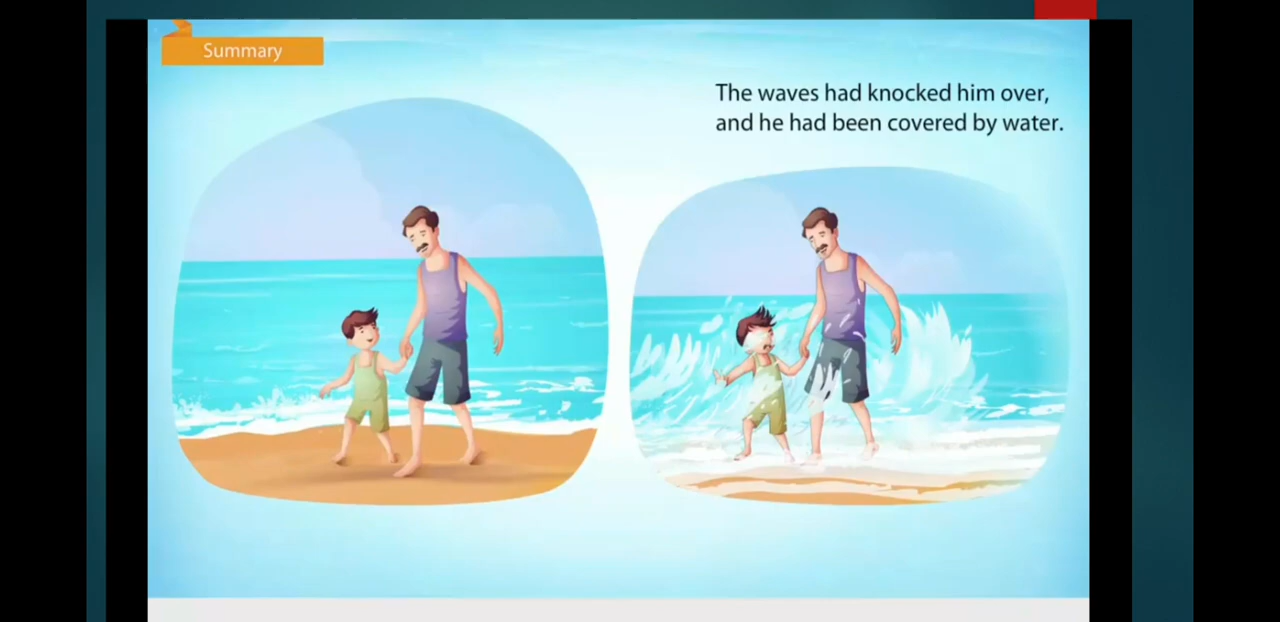 Summary
The waves had knocked him over,
and he had been covered by water.